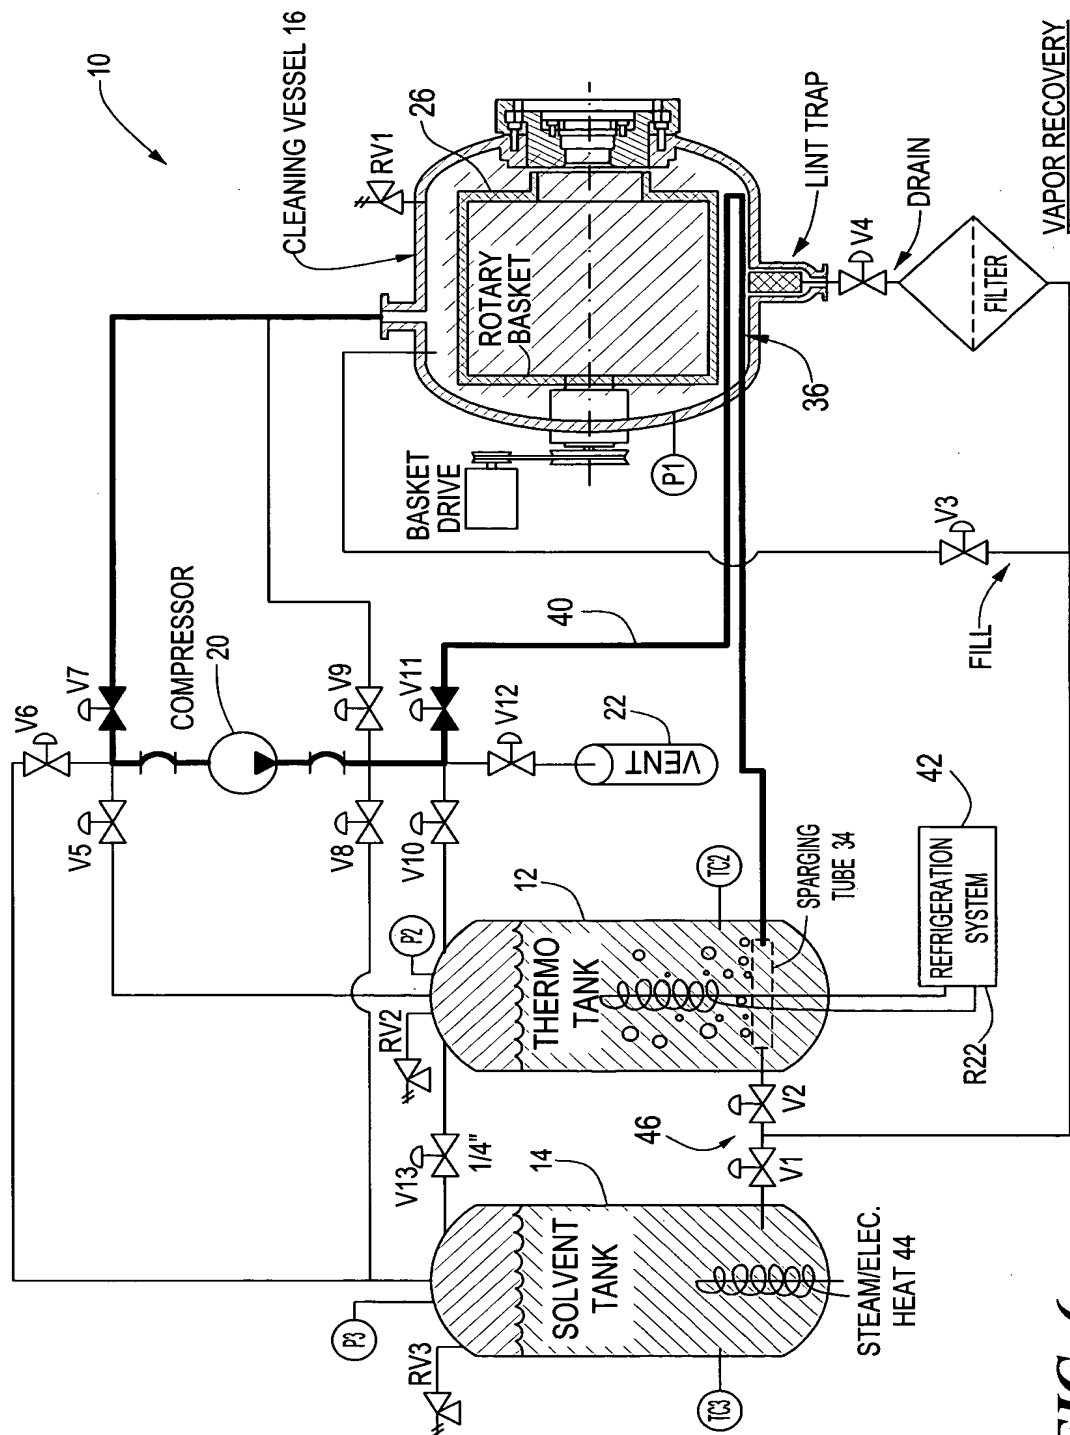 10
CLEANING VESSEL 16
26
RV1
ROTARY
BASKET
BASKET
DRIVE
P1
36
LINT TRAP
V4
DRAIN
FILTER
VAPOR RECOVERY
V3
FILL
V6
V7
COMPRESSOR
20
V5
V9
V8
V11
40
V10
V12
22
VENT
P2
12
RV2
THERMO
TANK
TC2
SPARGING
TUBE 34
42
REFRIGERATION
SYSTEM
R22
V13
1/4"
46
V2
V1
14
P3
RV3
SOLVENT
TANK
TC3
STEAM/ELEC.
HEAT 44